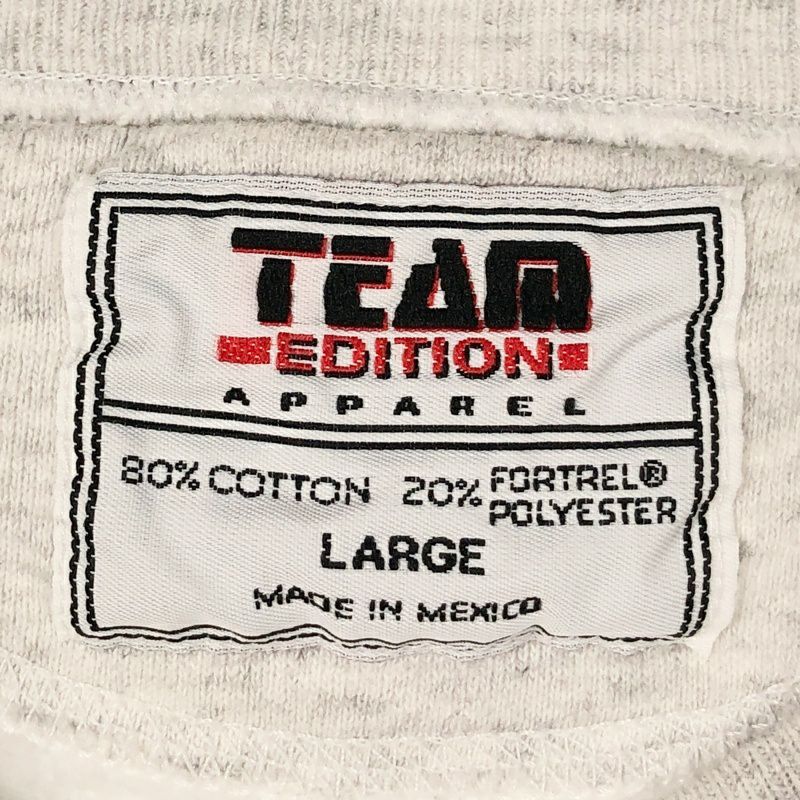 TEAM
EDITION
APPAREL
80% COTTON 20% FORTREL®
POLYESTER
LARGE
MADE IN MEXICO